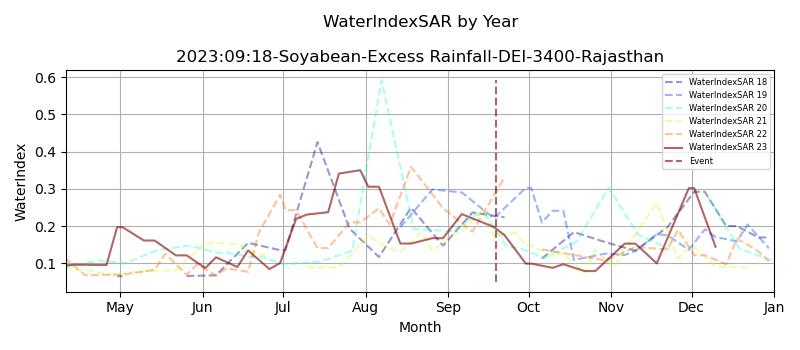 WaterIndexSAR by Year
2023:09:18-Soyabean-Excess Rainfall-DEI-3400-Rajasthan
WaterIndex
0.6
0.5
0.4
0.3
0.2
0.1
WaterIndexSAR 18
WaterIndexSAR 19
WaterIndexSAR 20
WaterIndexSAR 21
WaterIndexSAR 22
WaterIndexSAR 23
Event
May Jun Jul Aug Sep Oct Nov Dec Jan
Month